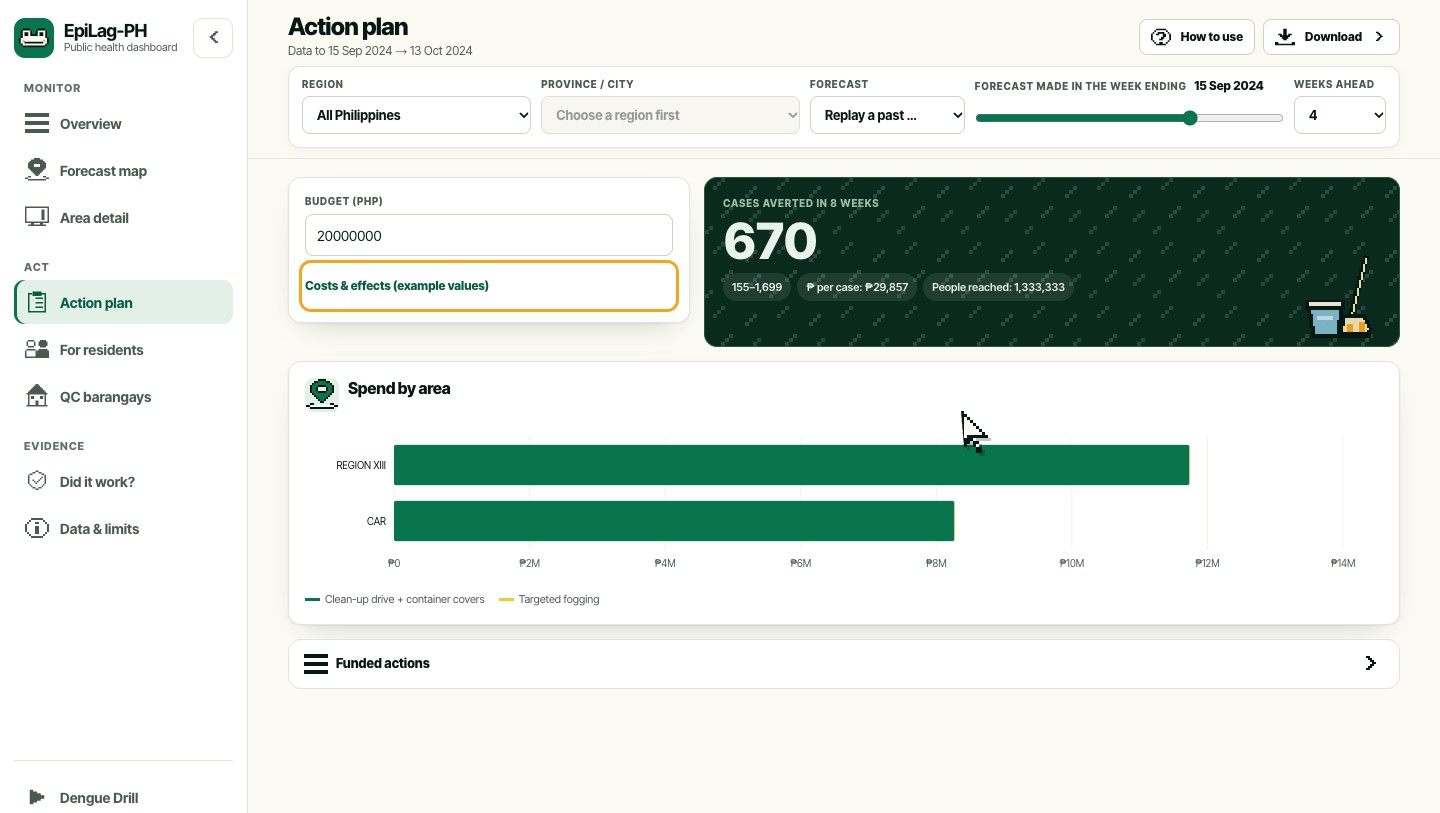 EpiLag-PH
Public health dashboard
MONITOR
Overview
Forecast map
Area detail
ACT
Action plan
For residents
QC barangays
EVIDENCE
Did it work?
Data & limits
Dengue Drill
Action plan
Data to 15 Sep 2024 → 13 Oct 2024
How to use
Download
REGION
All Philippines
PROVINCE / CITY
Choose a region first
FORECAST
Replay a past ...
FORECAST MADE IN THE WEEK ENDING 15 Sep 2024
WEEKS AHEAD
4
BUDGET (PHP)
20000000
Costs & effects (example values)
CASES AVERTED IN 8 WEEKS
670
155–1,699
₱ per case: ₱29,857
People reached: 1,333,333
Spend by area
REGION XIII
CAR
₱0 ₱2M ₱4M ₱6M ₱8M ₱10M ₱12M ₱14M
Clean-up drive + container covers
Targeted fogging
Funded actions